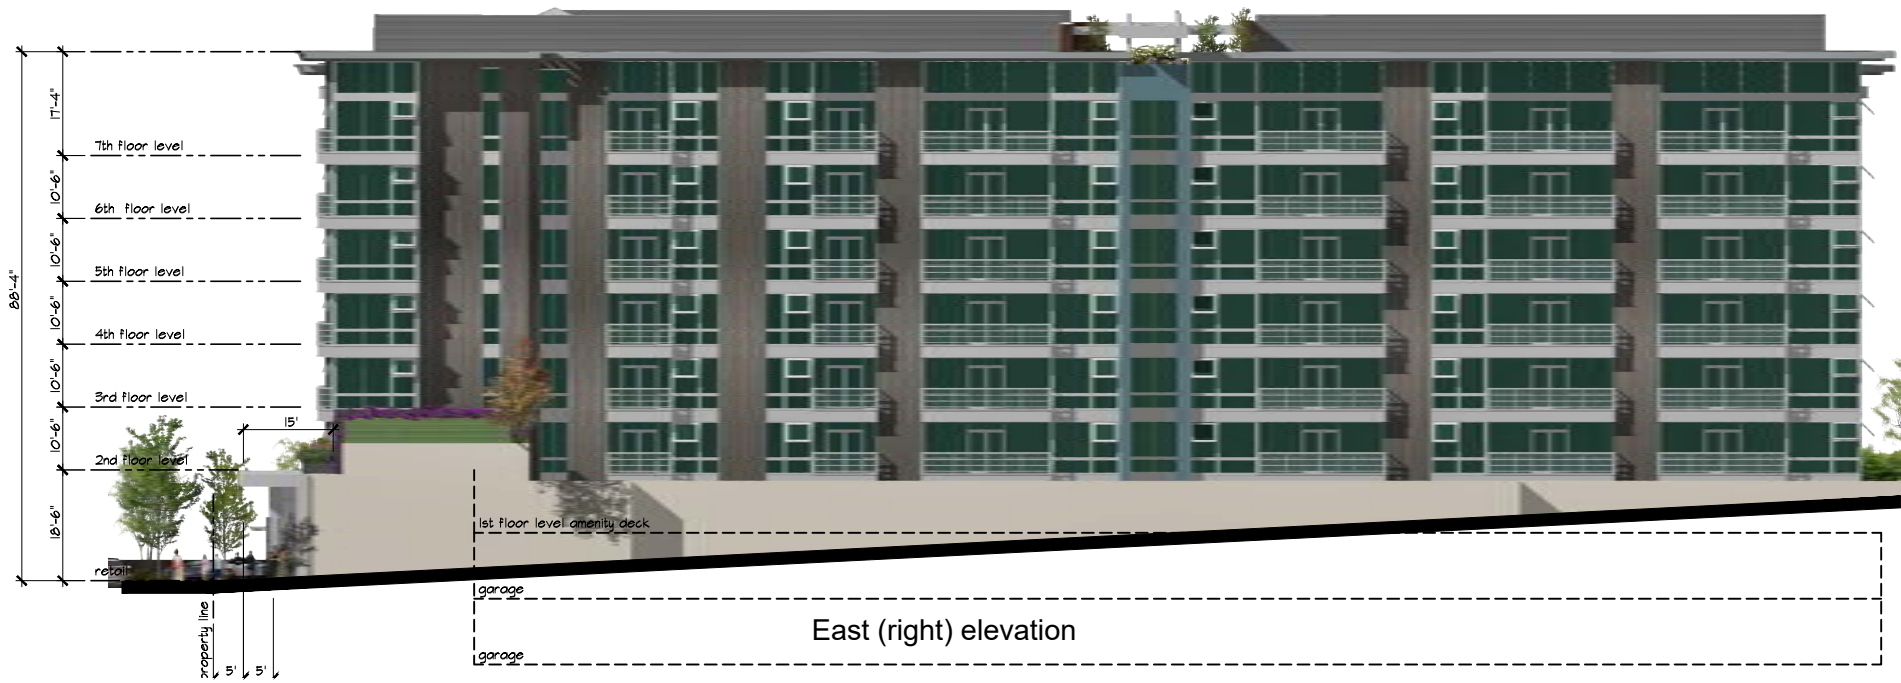 17'-4"
7th floor level
10'-6"
6th floor level
10'-6"
5th floor level
88'-4"
10'-6"
4th floor level
10'-6"
3rd floor level
15'
10'-6"
2nd floor level
18'-6"
1st floor level amenity deck
retail
garage
property line
East (right) elevation
garage
5'
5'